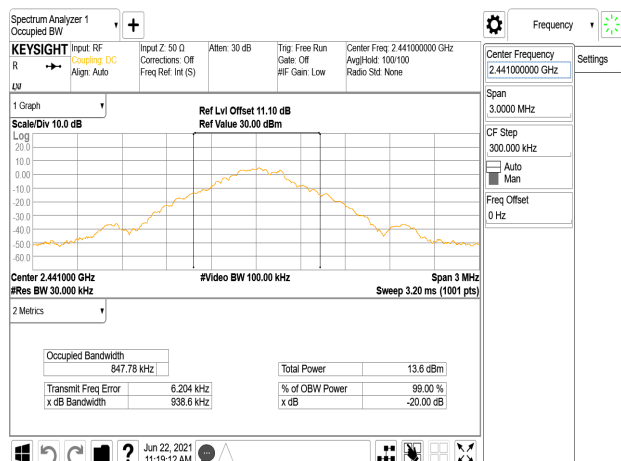 Spectrum Analyzer 1
Occupied BW
Frequency
KEYSIGHT
R
Input: RF
Coupling: DC
Align: Auto
Input Z: 50 Ω
Corrections: Off
Freq Ref: Int (S)
Atten: 30 dB
Trig: Free Run
Gate: Off
#IF Gain: Low
Center Freq: 2.441000000 GHz
Avg|Hold: 100/100
Radio Std: None
Center Frequency
2.441000000 GHz
Settings
Span
3.0000 MHz
CF Step
300.000 kHz
Auto
Man
Freq Offset
0 Hz
1 Graph
Scale/Div 10.0 dB
Ref Lvl Offset 11.10 dB
Ref Value 30.00 dBm
Log
20.0
10.0
0.00
-10.0
-20.0
-30.0
-40.0
-50.0
-60.0
Center 2.441000 GHz
#Video BW 100.00 kHz
Span 3 MHz
#Res BW 30.000 kHz
Sweep 3.20 ms (1001 pts)
2 Metrics
Occupied Bandwidth
847.78 kHz
Total Power 13.6 dBm
Transmit Freq Error 6.204 kHz
% of OBW Power 99.00 %
x dB Bandwidth 938.6 kHz
x dB -20.00 dB
?
Jun 22, 2021
11:19:12 AM